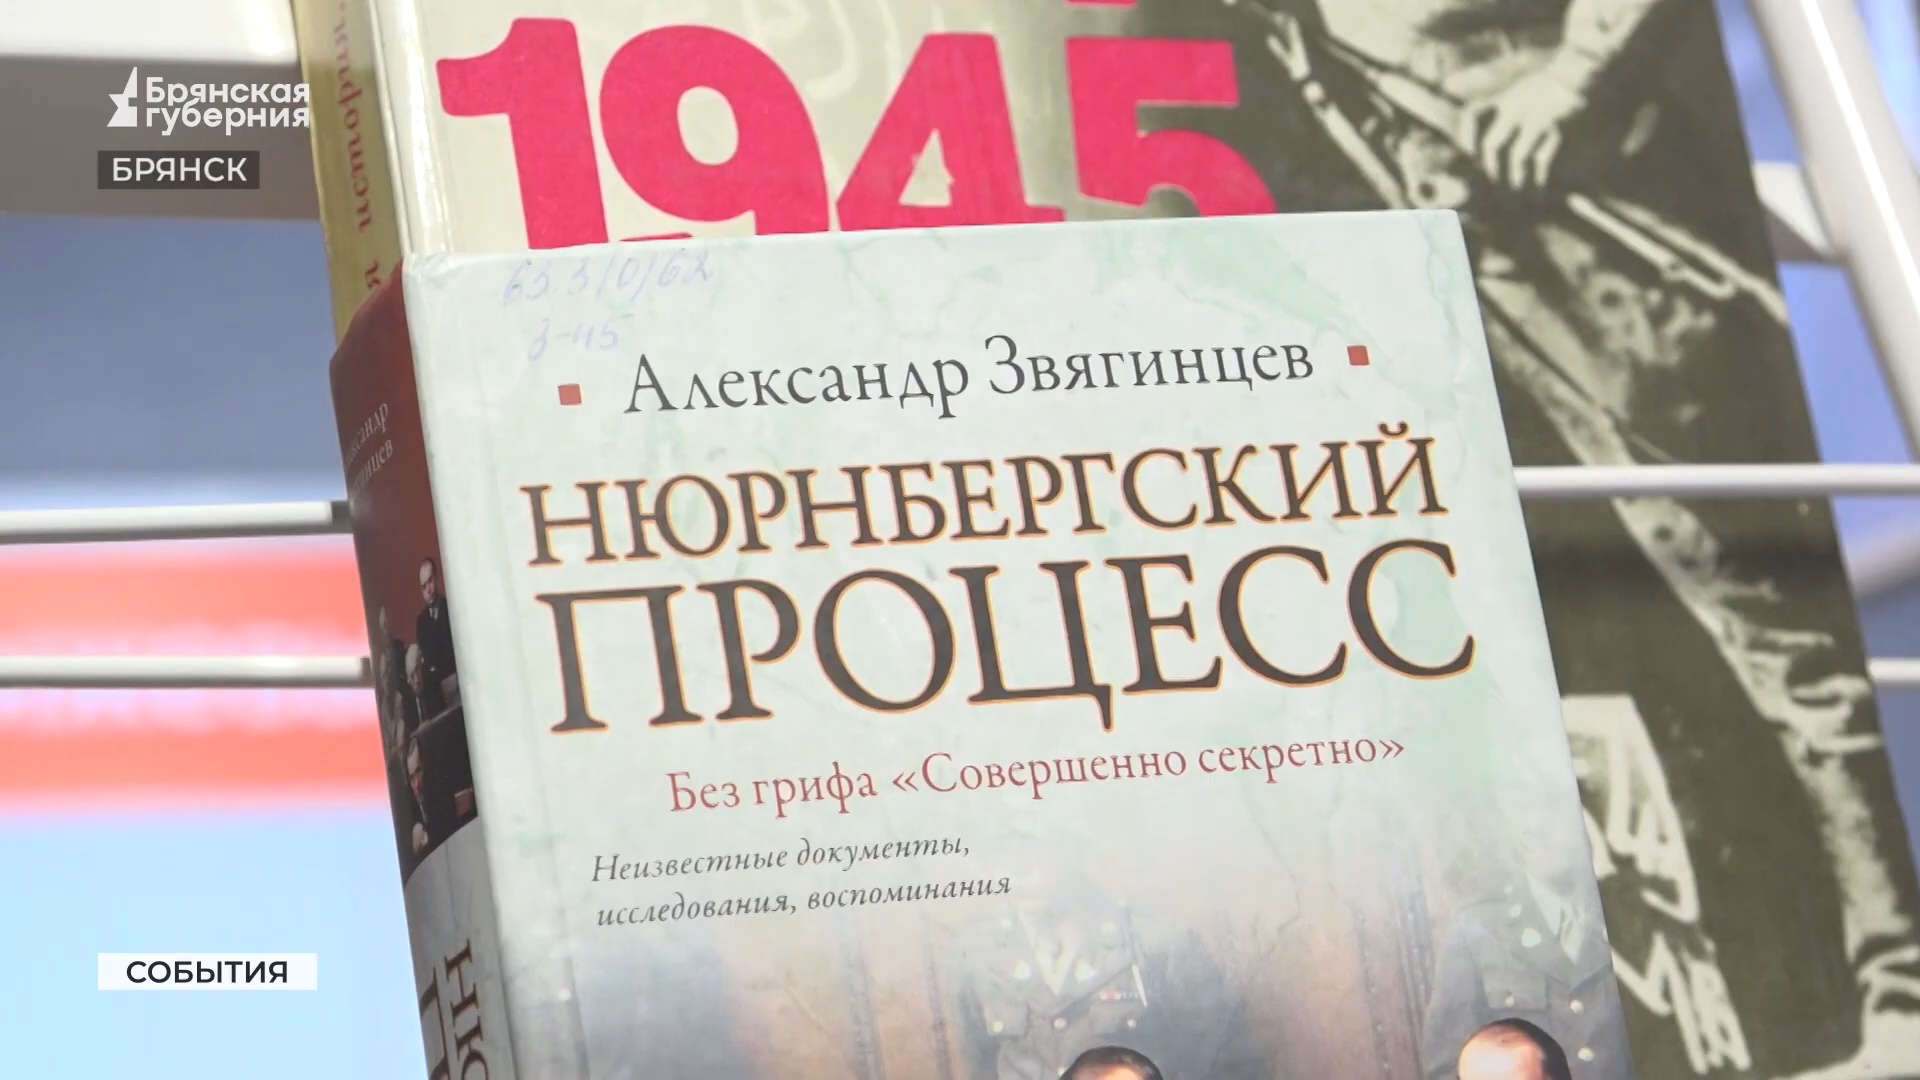 Брянская
губерния
БРЯНСК
истории.
1945
63.3/0/62
З-45
Александр Звягинцев
НЮРНБЕРГСКИЙ
ПРОЦЕСС
Без грифа «Совершенно секретно»
Неизвестные документы,
исследования, воспоминания
СОБЫТИЯ